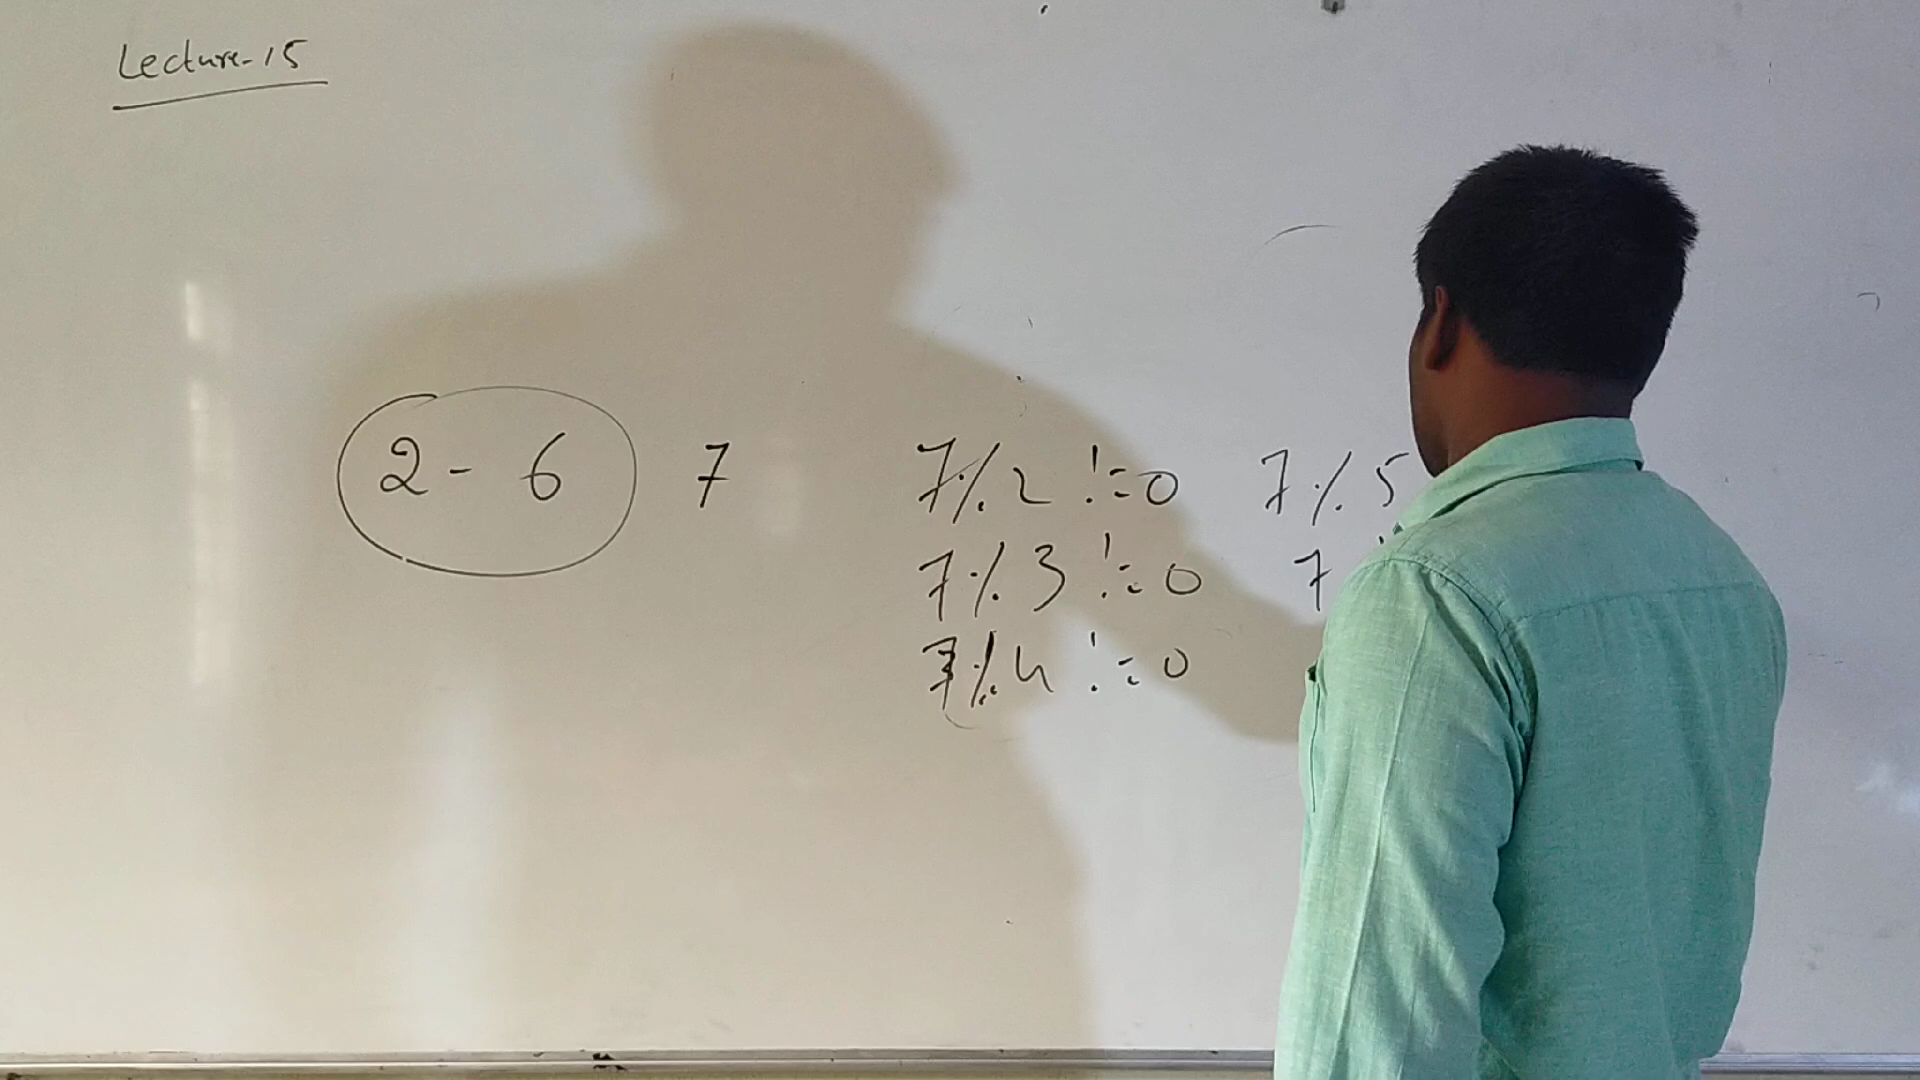 Lecture-15
2 - 6 7
7 % 2 != 0 7 % 5
7 % 3 != 0 7
7 % 4 != 0